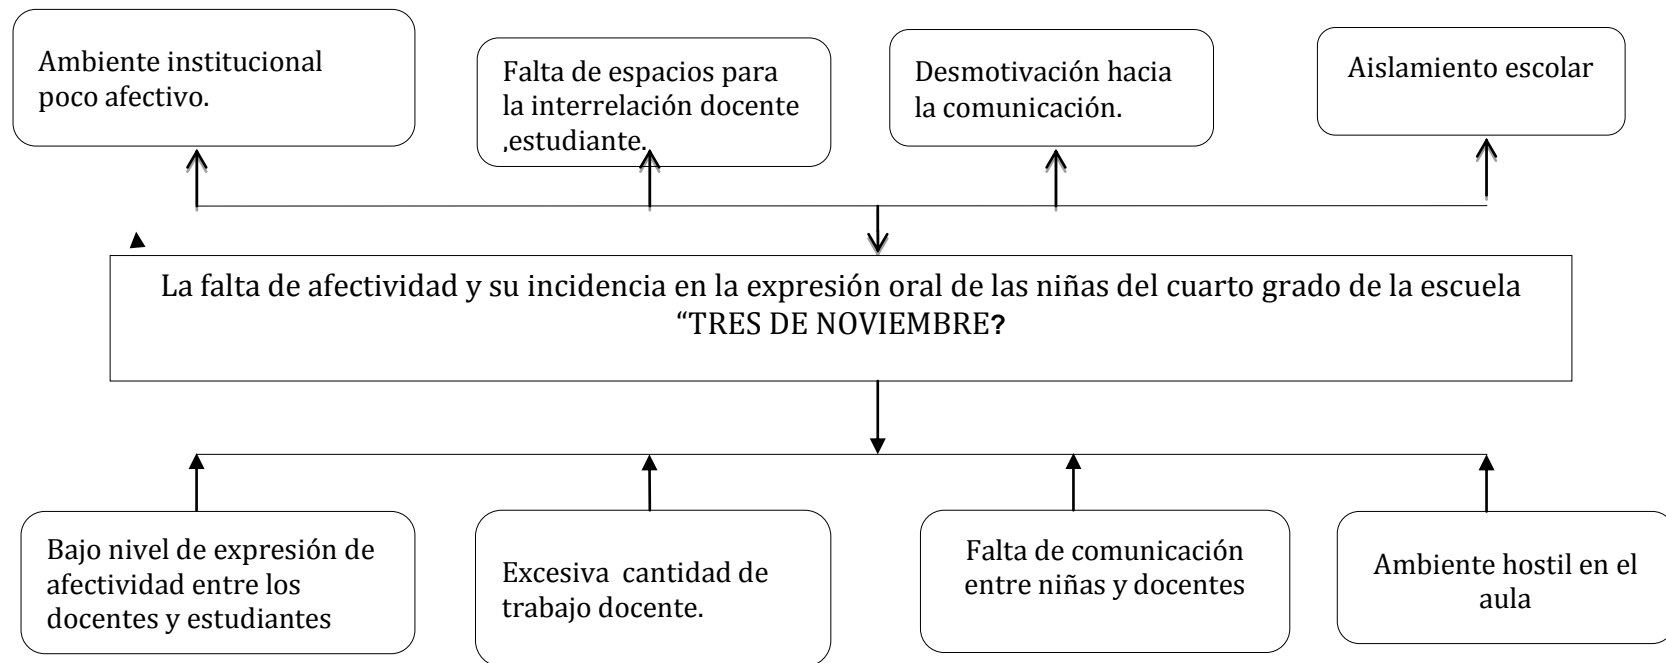 Ambiente institucional
poco afectivo.
Falta de espacios para
la interrelación docente
,estudiante.
Desmotivación hacia
la comunicación.
Aislamiento escolar
La falta de afectividad y su incidencia en la expresión oral de las niñas del cuarto grado de la escuela
“TRES DE NOVIEMBRE?
Bajo nivel de expresión de
afectividad entre los
docentes y estudiantes
Excesiva  cantidad de
trabajo docente.
Falta de comunicación
entre niñas y docentes
Ambiente hostil en el
aula